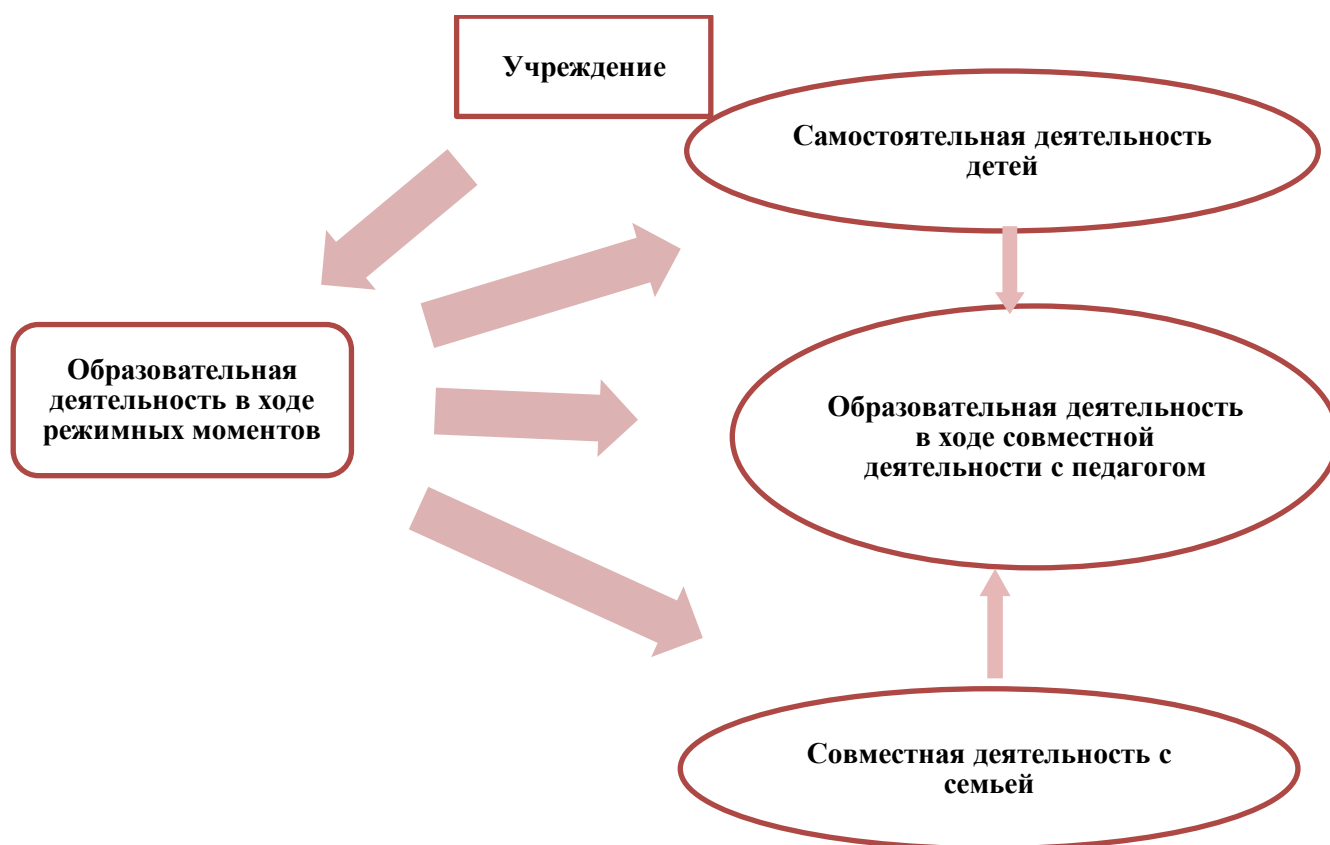 Учреждение
Самостоятельная деятельность
детей
Образовательная
деятельность в ходе
режимных моментов
Образовательная деятельность
в ходе совместной
деятельности с педагогом
Совместная деятельность с
семьей